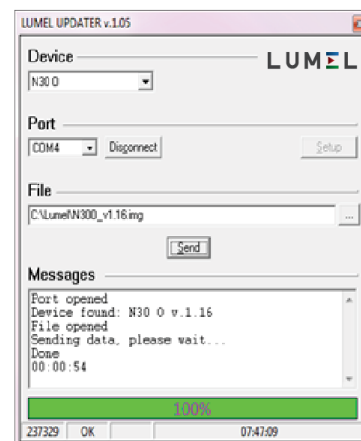 LUMEL UPDATER v.1.05
Device
LUMEL
N30 O
Port
COM4
Disconnect
Setup
File
C:\Lumel\N300_v1.16.img
...
Send
Messages
Port opened
Device found: N30 O v.1.16
File opened
Sending data, please wait...
Done
00:00:54
100%
237329 OK 07:47:09